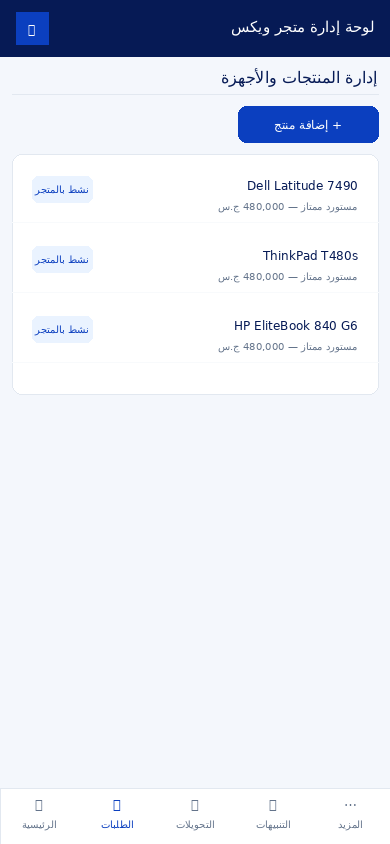 لوحة إدارة متجر ويكس
إدارة المنتجات والأجهزة
+ إضافة منتج
Dell Latitude 7490
نشط بالمتجر
مستورد ممتاز — 480,000 ج.س
ThinkPad T480s
نشط بالمتجر
مستورد ممتاز — 480,000 ج.س
HP EliteBook 840 G6
نشط بالمتجر
مستورد ممتاز — 480,000 ج.س
المزيد
التنبيهات
التحويلات
الطلبات
الرئيسية